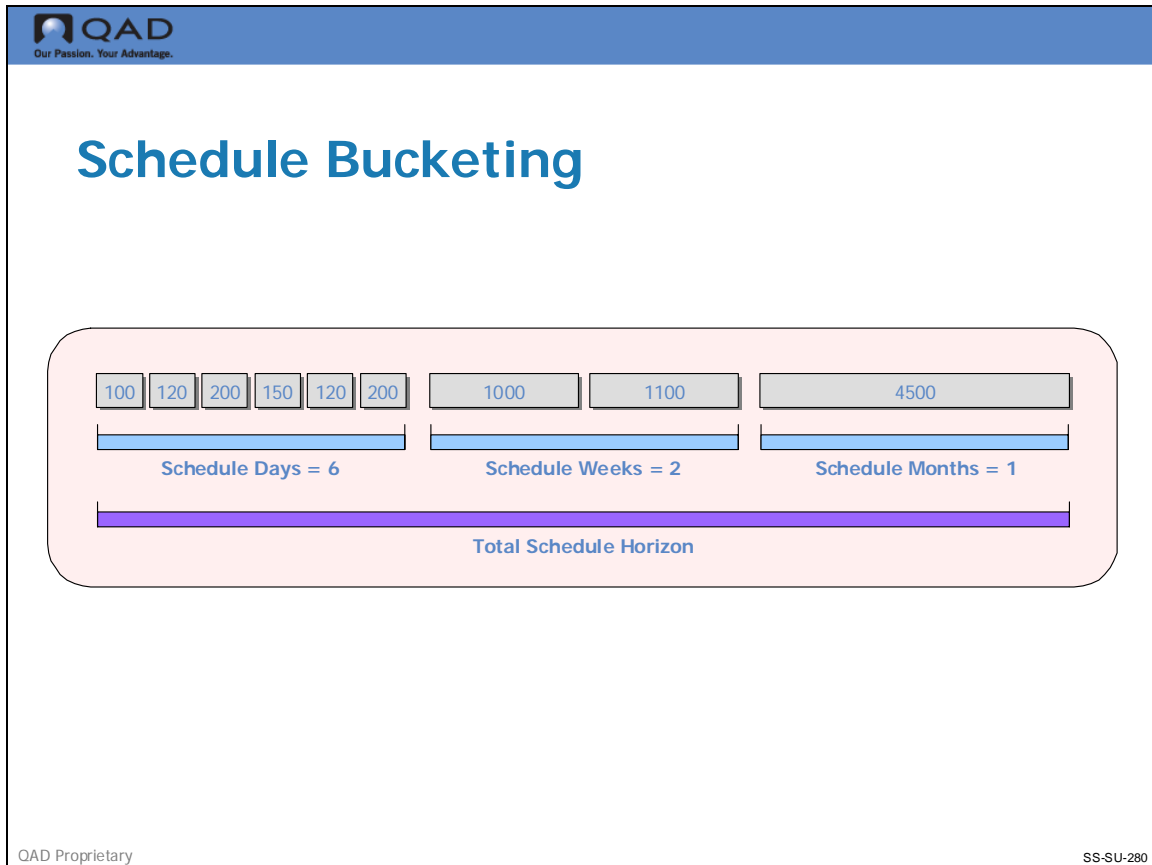 QAD
Our Passion. Your Advantage.
Schedule Bucketing
100 120 200 150 120 200 1000 1100 4500
Schedule Days = 6 Schedule Weeks = 2 Schedule Months = 1
Total Schedule Horizon
QAD Proprietary SS-SU-280